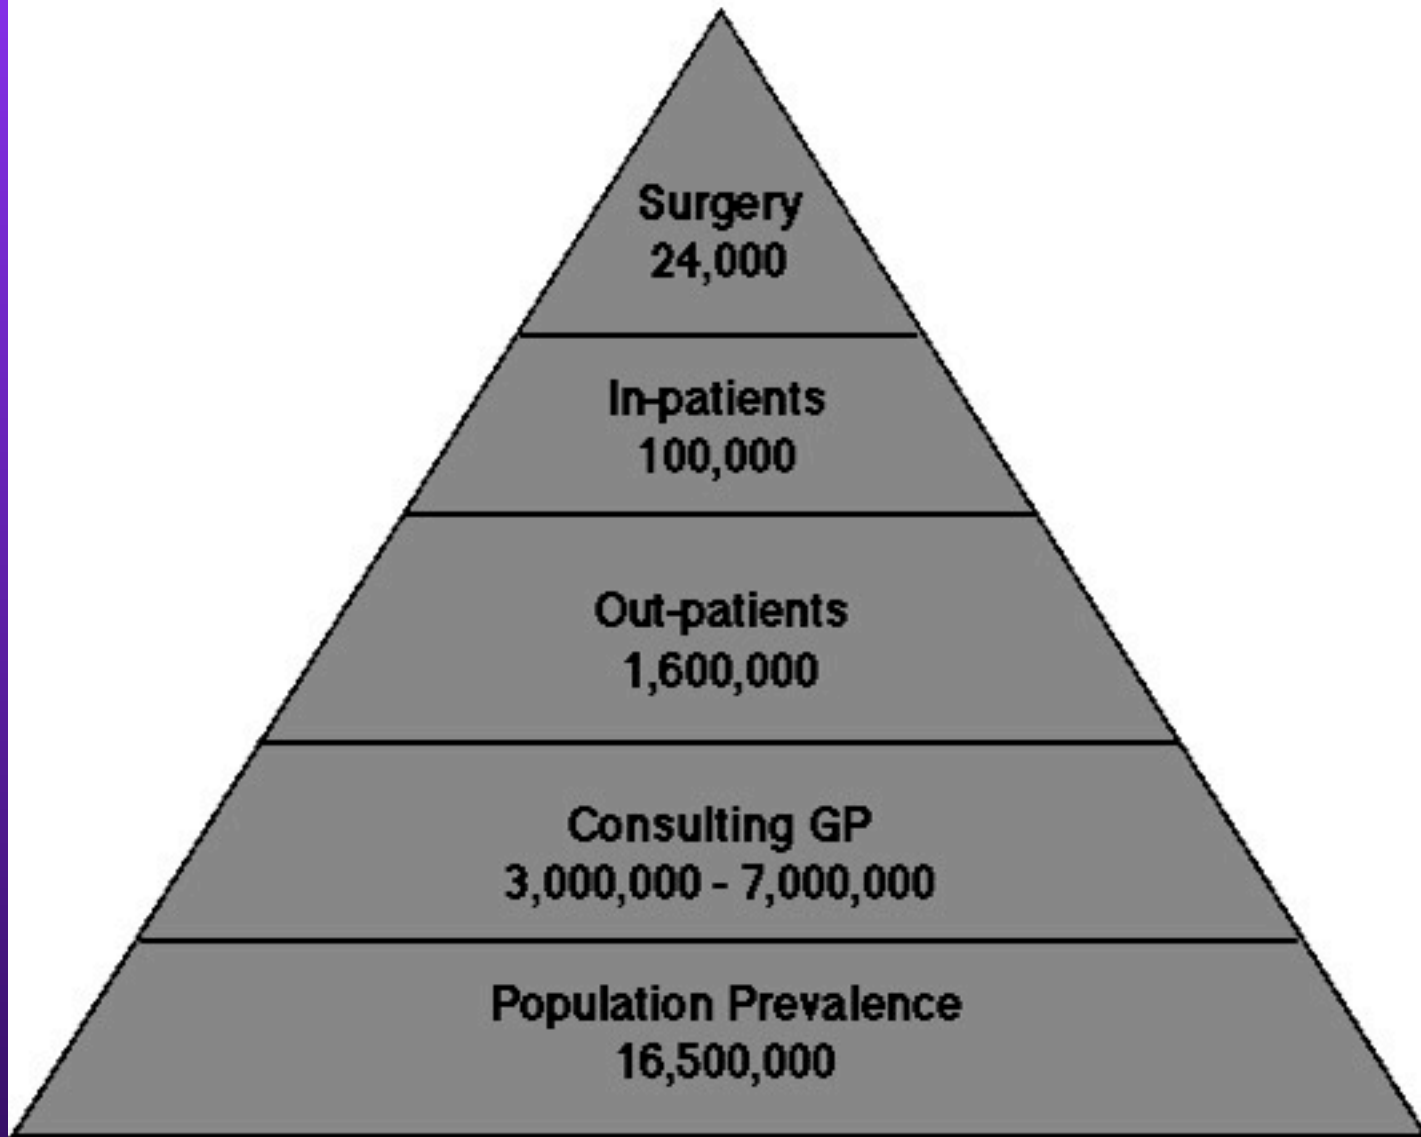 Surgery
24,000
In-patients
100,000
Out-patients
1,600,000
Consulting GP
3,000,000 - 7,000,000
Population Prevalence
16,500,000